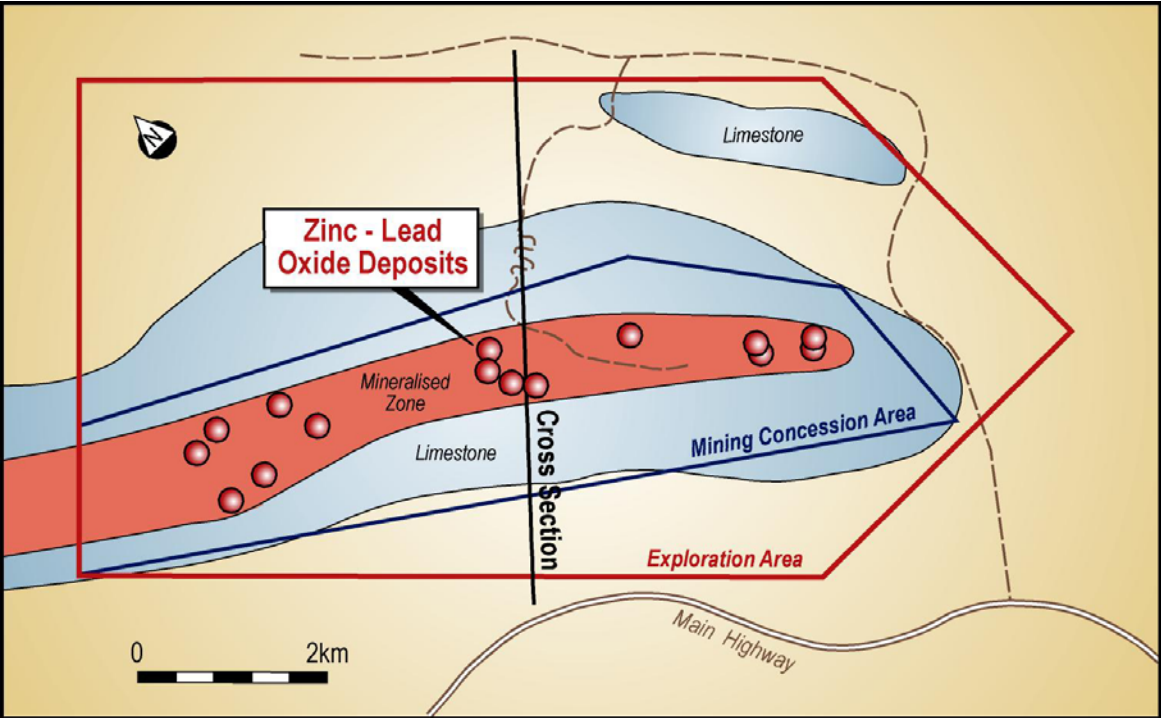 N
Limestone
Zinc - Lead
Oxide Deposits
Mineralised
Zone
Limestone
Cross Section
Mining Concession Area
Exploration Area
Main Highway
0 2km